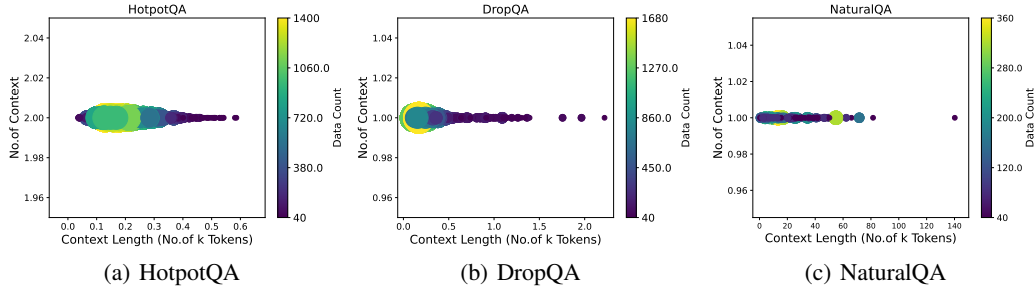 HotpotQA
2.04
2.02
2.00
1.98
1.96
No.of Context
0.0 0.1 0.2 0.3 0.4 0.5 0.6
Context Length (No.of k Tokens)
1400
1060.0
720.0
380.0
40
Data Count
(a) HotpotQA
DropQA
1.04
1.02
1.00
0.98
0.96
No.of Context
0.0 0.5 1.0 1.5 2.0
Context Length (No.of k Tokens)
1680
1270.0
860.0
450.0
40
Data Count
(b) DropQA
NaturalQA
1.04
1.02
1.00
0.98
0.96
No.of Context
0 20 40 60 80 100 120 140
Context Length (No.of k Tokens)
360
280.0
200.0
120.0
40
Data Count
(c) NaturalQA